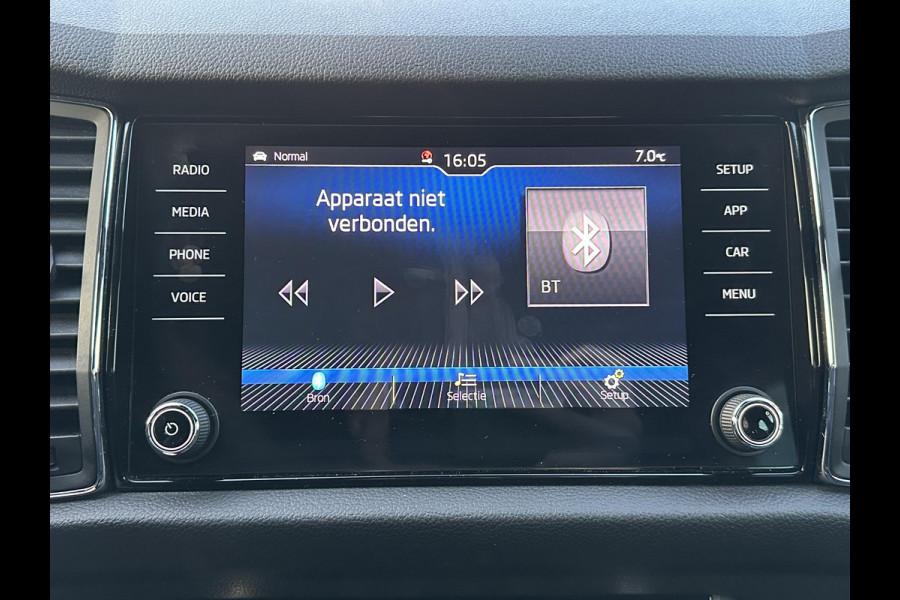 RADIO
MEDIA
PHONE
VOICE
Normal
16:05
7.0°C
Apparaat niet
verbonden.
BT
Bron
Selectie
Setup
SETUP
APP
CAR
MENU